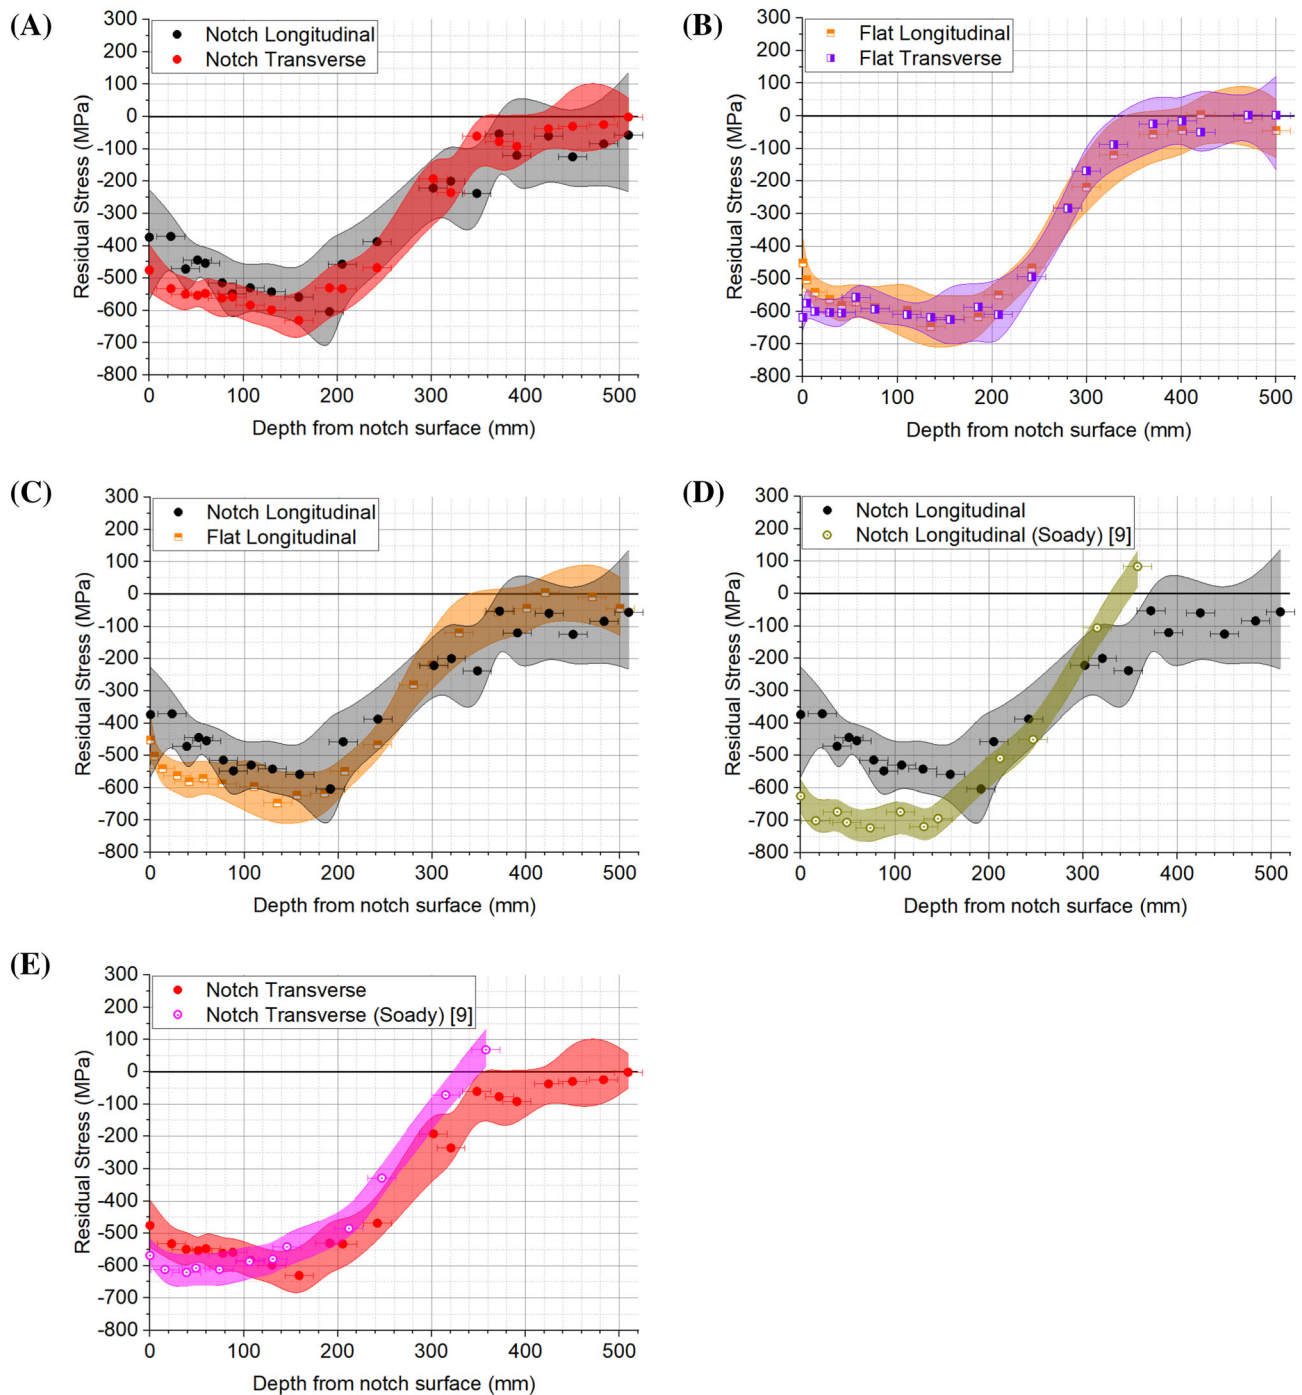 (A)
Notch Longitudinal
Notch Transverse
300
200
100
0
-100
-200
-300
-400
-500
-600
-700
-800
Residual Stress (MPa)
0 100 200 300 400 500
Depth from notch surface (mm)
(B)
Flat Longitudinal
Flat Transverse
300
200
100
0
-100
-200
-300
-400
-500
-600
-700
-800
Residual Stress (MPa)
0 100 200 300 400 500
Depth from notch surface (mm)
(C)
Notch Longitudinal
Flat Longitudinal
300
200
100
0
-100
-200
-300
-400
-500
-600
-700
-800
Residual Stress (MPa)
0 100 200 300 400 500
Depth from notch surface (mm)
(D)
Notch Longitudinal
Notch Longitudinal (Soady) [9]
300
200
100
0
-100
-200
-300
-400
-500
-600
-700
-800
Residual Stress (MPa)
0 100 200 300 400 500
Depth from notch surface (mm)
(E)
Notch Transverse
Notch Transverse (Soady) [9]
300
200
100
0
-100
-200
-300
-400
-500
-600
-700
-800
Residual Stress (MPa)
0 100 200 300 400 500
Depth from notch surface (mm)